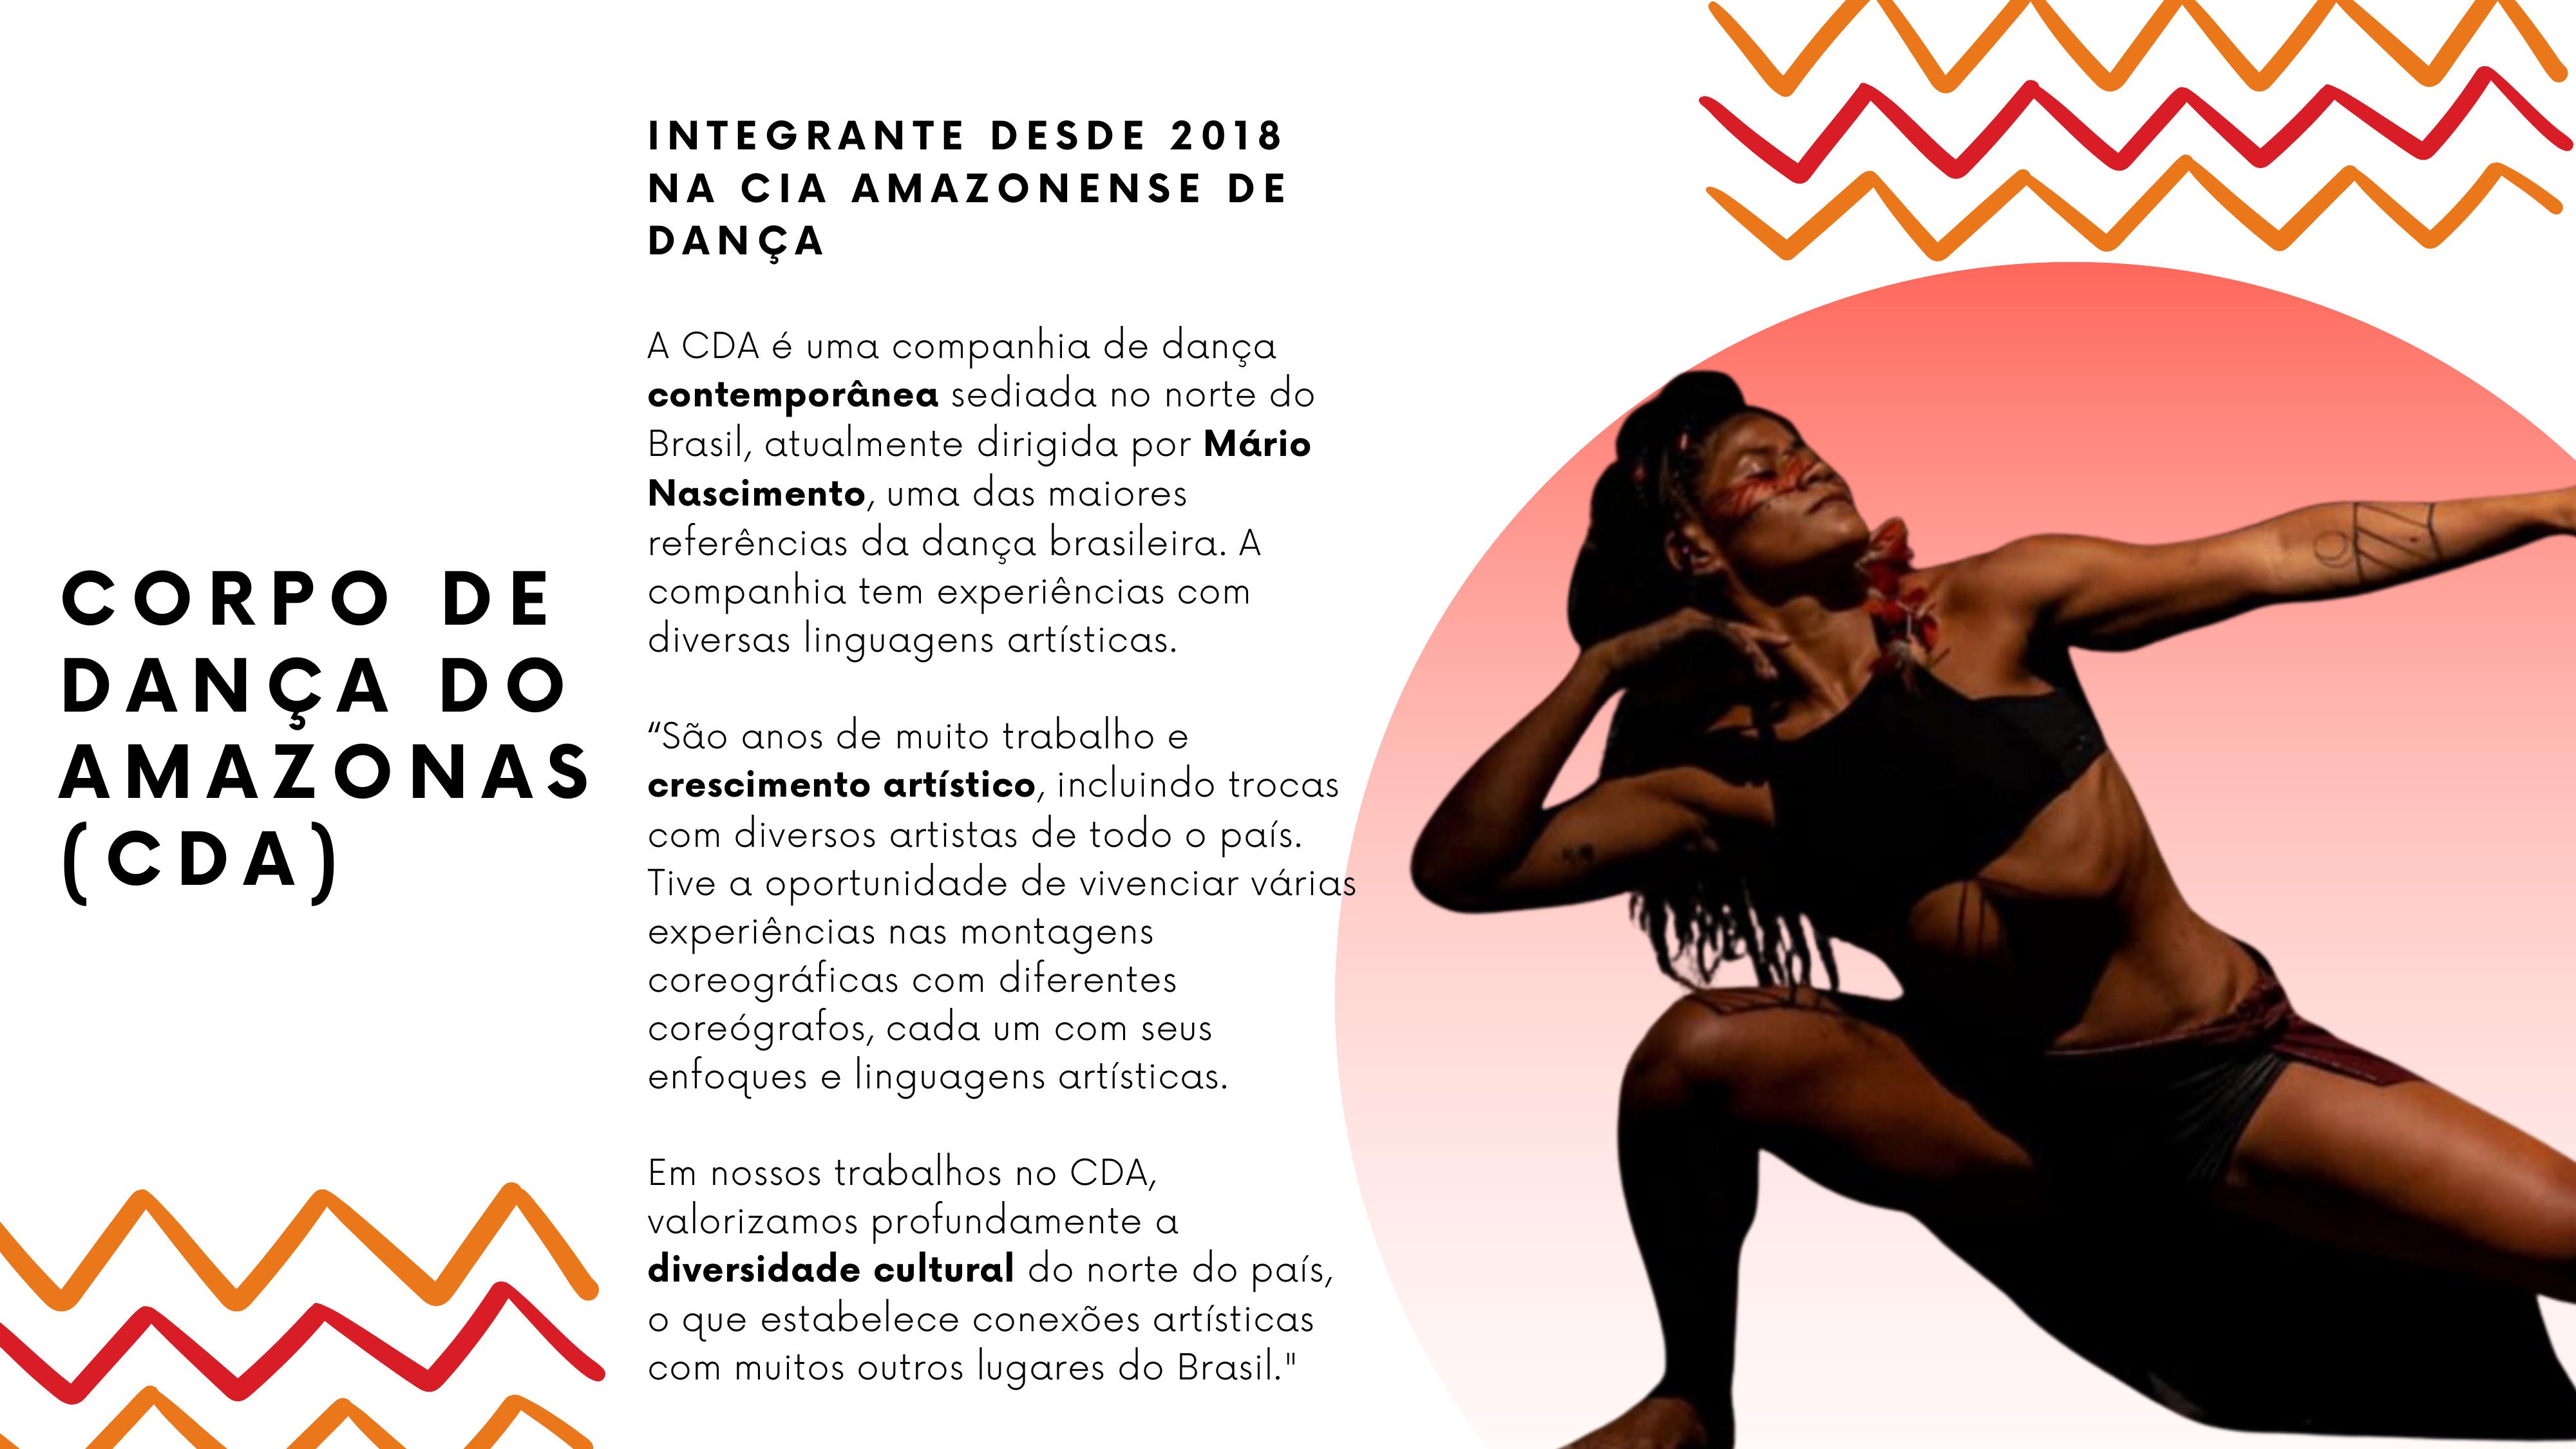 CORPO DE
DANÇA DO
AMAZONAS
(CDA)
INTEGRANTE DESDE 2018
NA CIA AMAZONENSE DE
DANÇA
A CDA é uma companhia de dança
contemporânea sediada no norte do
Brasil, atualmente dirigida por Mário
Nascimento, uma das maiores
referências da dança brasileira. A
companhia tem experiências com
diversas linguagens artísticas.
“São anos de muito trabalho e
crescimento artístico, incluindo trocas
com diversos artistas de todo o país.
Tive a oportunidade de vivenciar várias
experiências nas montagens
coreográficas com diferentes
coreógrafos, cada um com seus
enfoques e linguagens artísticas.
Em nossos trabalhos no CDA,
valorizamos profundamente a
diversidade cultural do norte do país,
o que estabelece conexões artísticas
com muitos outros lugares do Brasil."